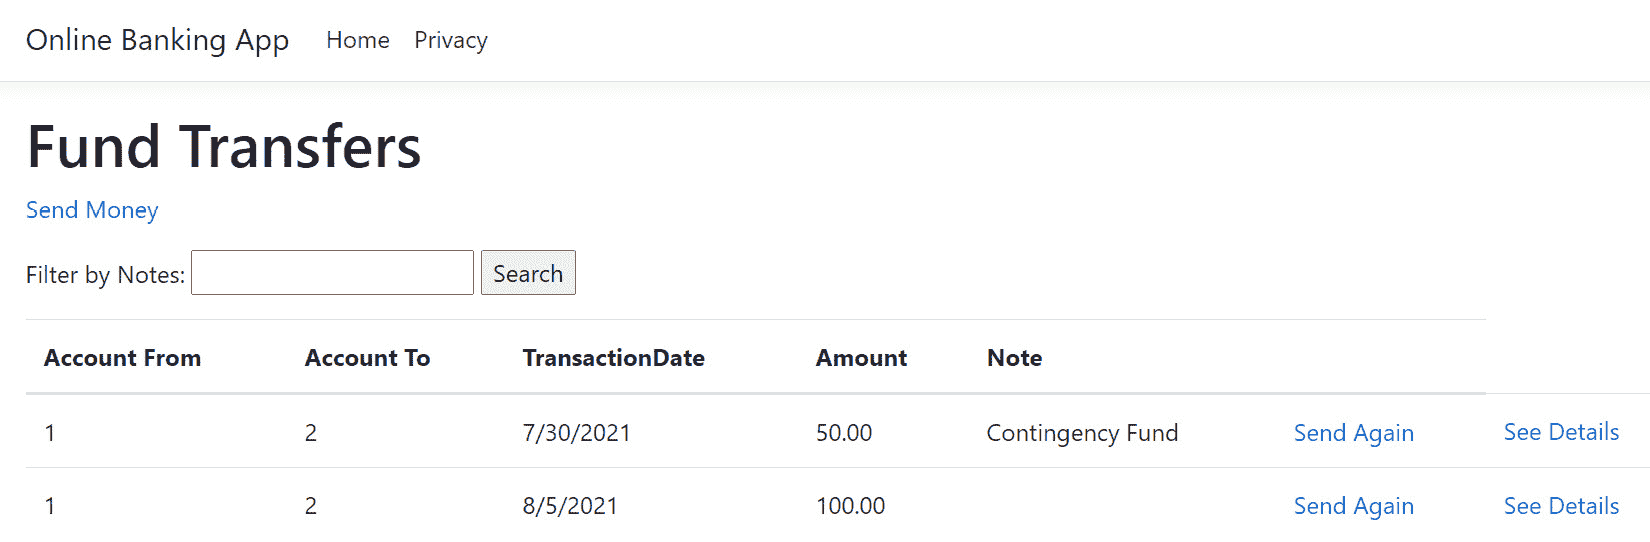 Online Banking App Home Privacy
Fund Transfers
Send Money
Filter by Notes: Search
Account From Account To TransactionDate Amount Note
1 2 7/30/2021 50.00 Contingency Fund Send Again See Details
1 2 8/5/2021 100.00 Send Again See Details